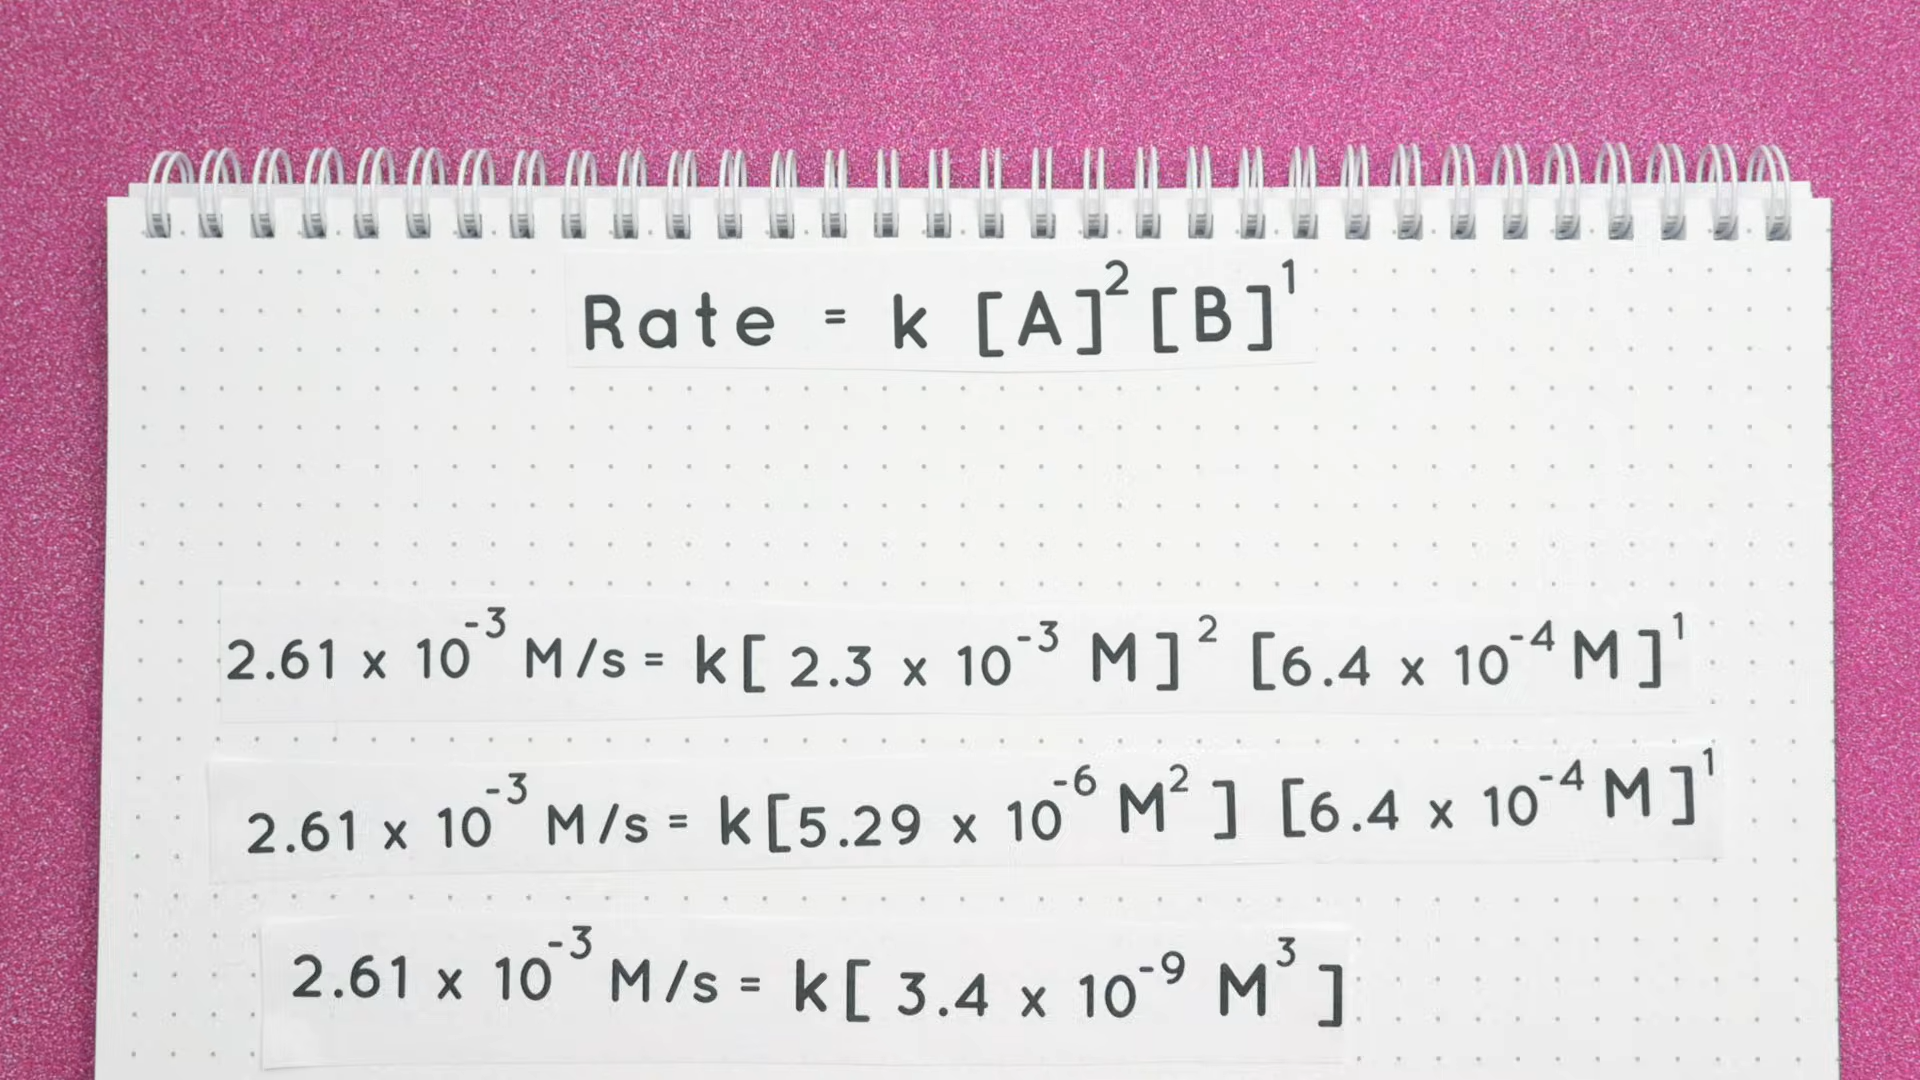 Rate = k [A]² [B]¹
2.61 x 10⁻³ M/s = k[ 2.3 x 10⁻³ M]² [6.4 x 10⁻⁴ M]¹
2.61 x 10⁻³ M/s = k[5.29 x 10⁻⁶ M²] [6.4 x 10⁻⁴ M]¹
2.61 x 10⁻³ M/s = k[ 3.4 x 10⁻⁹ M³ ]